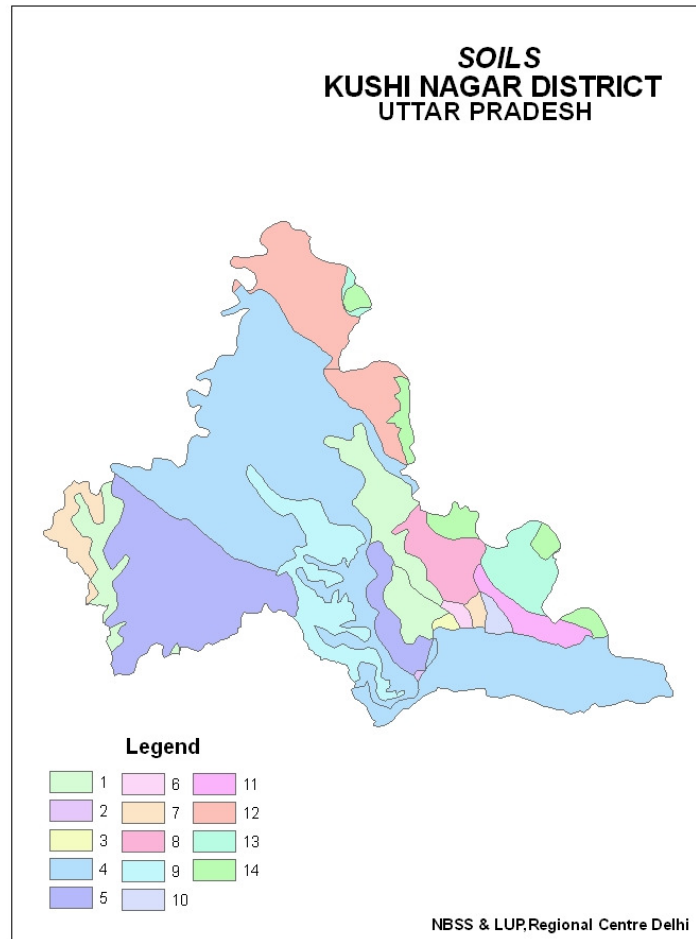 SOILS
KUSHI NAGAR DISTRICT
UTTAR PRADESH
Legend
1
2
3
4
5
6
7
8
9
10
11
12
13
14
NBSS & LUP,Regional Centre Delhi